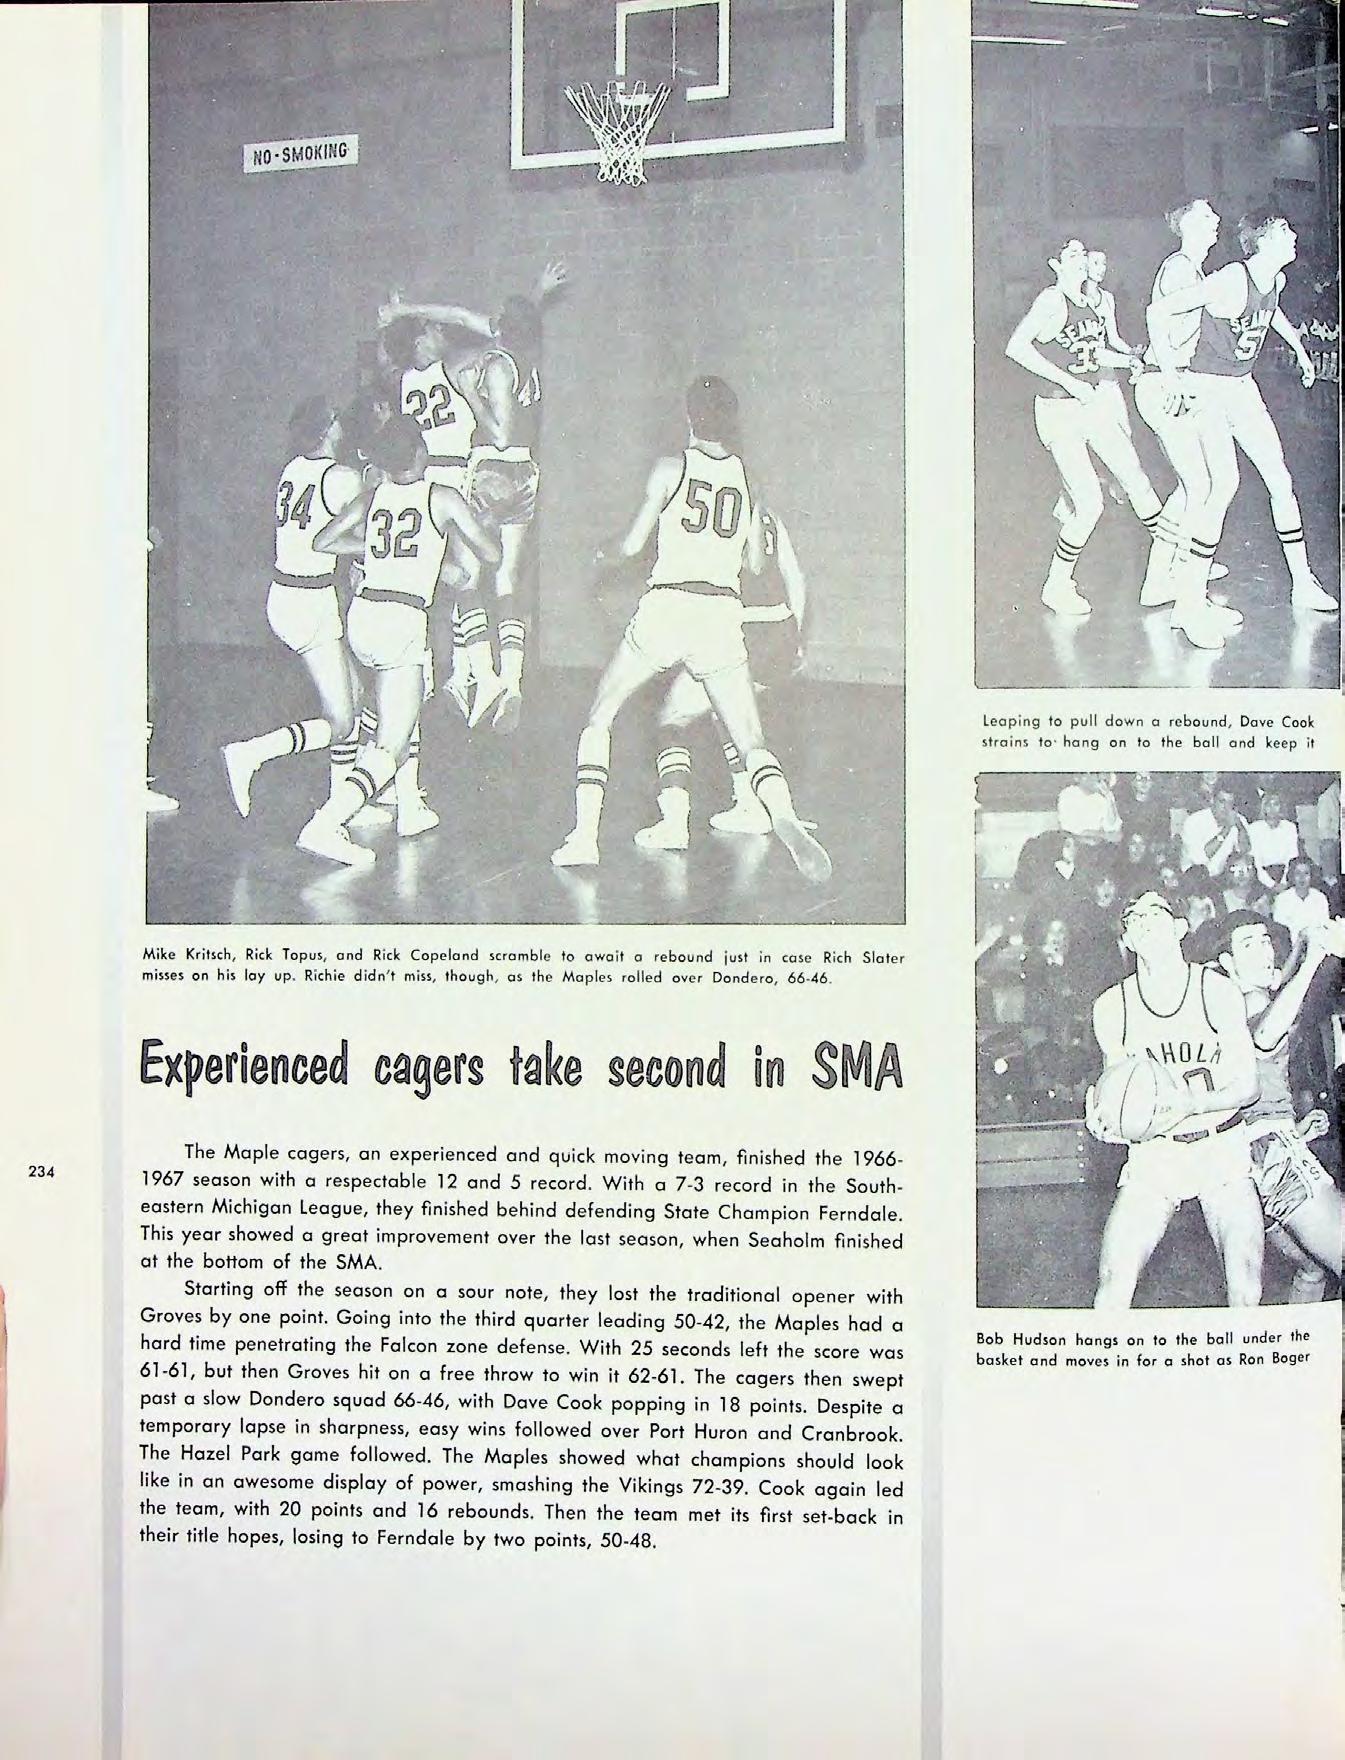 NO-SMOKING
22
34
32
50
SEAH
3
SEAH
5
Leaping to pull down a rebound, Dave Cook
strains to hang on to the ball and keep it
AHOLM
Mike Kritsch, Rick Topus, and Rick Copeland scramble to await a rebound just in case Rich Slater
misses on his lay up. Richie didn't miss, though, as the Maples rolled over Dondero, 66-46.
Experienced cagers take second in SMA
The Maple cagers, an experienced and quick moving team, finished the 1966-
1967 season with a respectable 12 and 5 record. With a 7-3 record in the South-
eastern Michigan League, they finished behind defending State Champion Ferndale.
This year showed a great improvement over the last season, when Seaholm finished
at the bottom of the SMA.
Starting off the season on a sour note, they lost the traditional opener with
Groves by one point. Going into the third quarter leading 50-42, the Maples had a
hard time penetrating the Falcon zone defense. With 25 seconds left the score was
61-61, but then Groves hit on a free throw to win it 62-61. The cagers then swept
past a slow Dondero squad 66-46, with Dave Cook popping in 18 points. Despite a
temporary lapse in sharpness, easy wins followed over Port Huron and Cranbrook.
The Hazel Park game followed. The Maples showed what champions should look
like in an awesome display of power, smashing the Vikings 72-39. Cook again led
the team, with 20 points and 16 rebounds. Then the team met its first set-back in
their title hopes, losing to Ferndale by two points, 50-48.
234
Bob Hudson hangs on to the ball under the
basket and moves in for a shot as Ron Boger